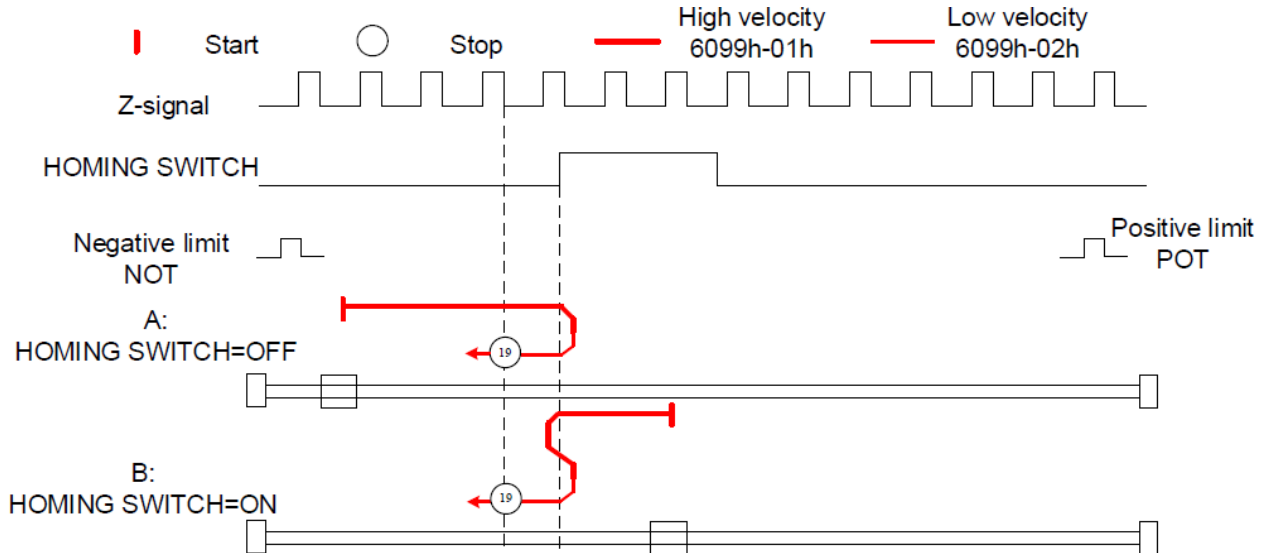 Start
Stop
High velocity
6099h-01h
Low velocity
6099h-02h
Z-signal
HOMING SWITCH
Negative limit
NOT
Positive limit
POT
A:
HOMING SWITCH=OFF
19
B:
HOMING SWITCH=ON
19